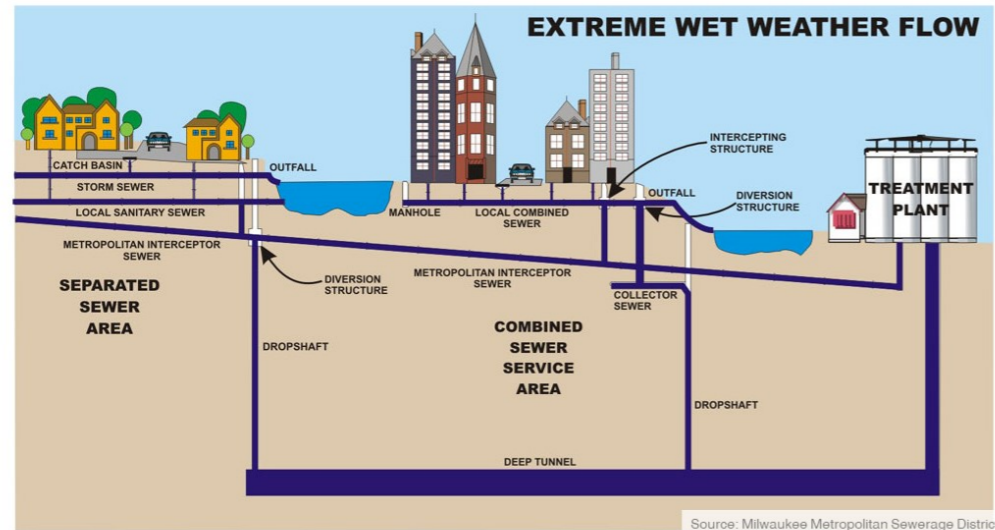 EXTREME WET WEATHER FLOW
INTERCEPTING
STRUCTURE
CATCH BASIN
OUTFALL
STORM SEWER
OUTFALL
DIVERSION
STRUCTURE
TREATMENT
PLANT
LOCAL SANITARY SEWER
MANHOLE
LOCAL COMBINED
SEWER
METROPOLITAN INTERCEPTOR
SEWER
DIVERSION
STRUCTURE
METROPOLITAN INTERCEPTOR
SEWER
COLLECTOR
SEWER
SEPARATED
SEWER
AREA
COMBINED
SEWER
SERVICE
AREA
DROPSHAFT
DROPSHAFT
DEEP TUNNEL
Source: Milwaukee Metropolitan Sewerage Distric